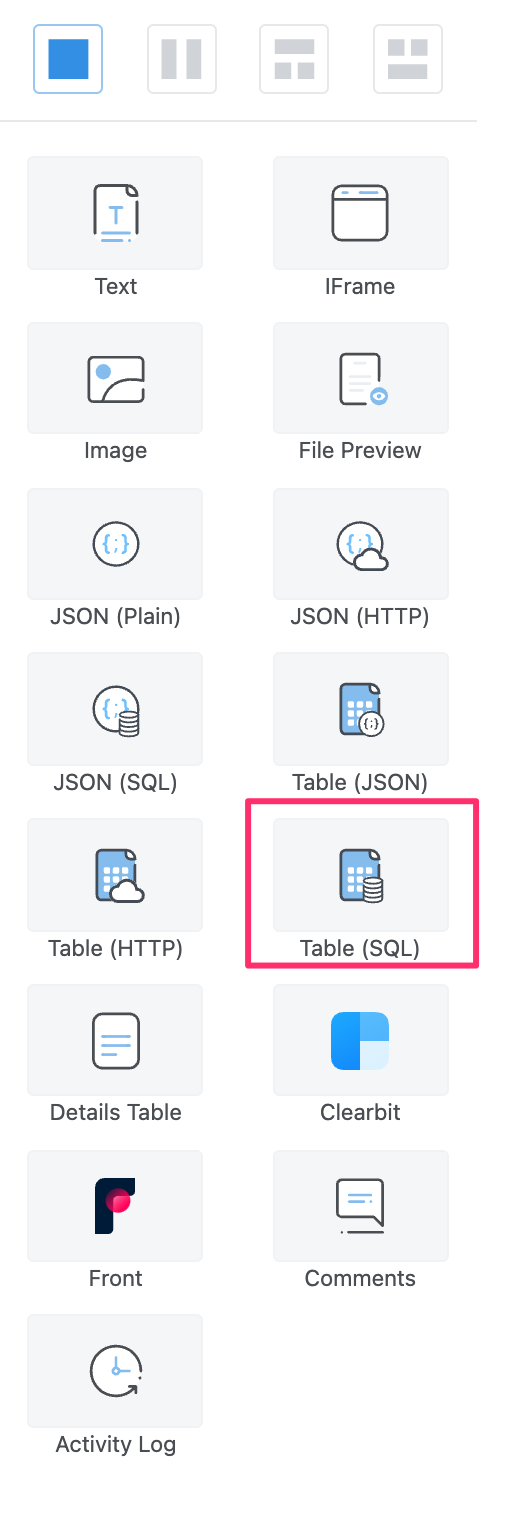 Text
IFrame
Image
File Preview
JSON (Plain)
JSON (HTTP)
JSON (SQL)
Table (JSON)
Table (HTTP)
Table (SQL)
Details Table
Clearbit
Front
Comments
Activity Log